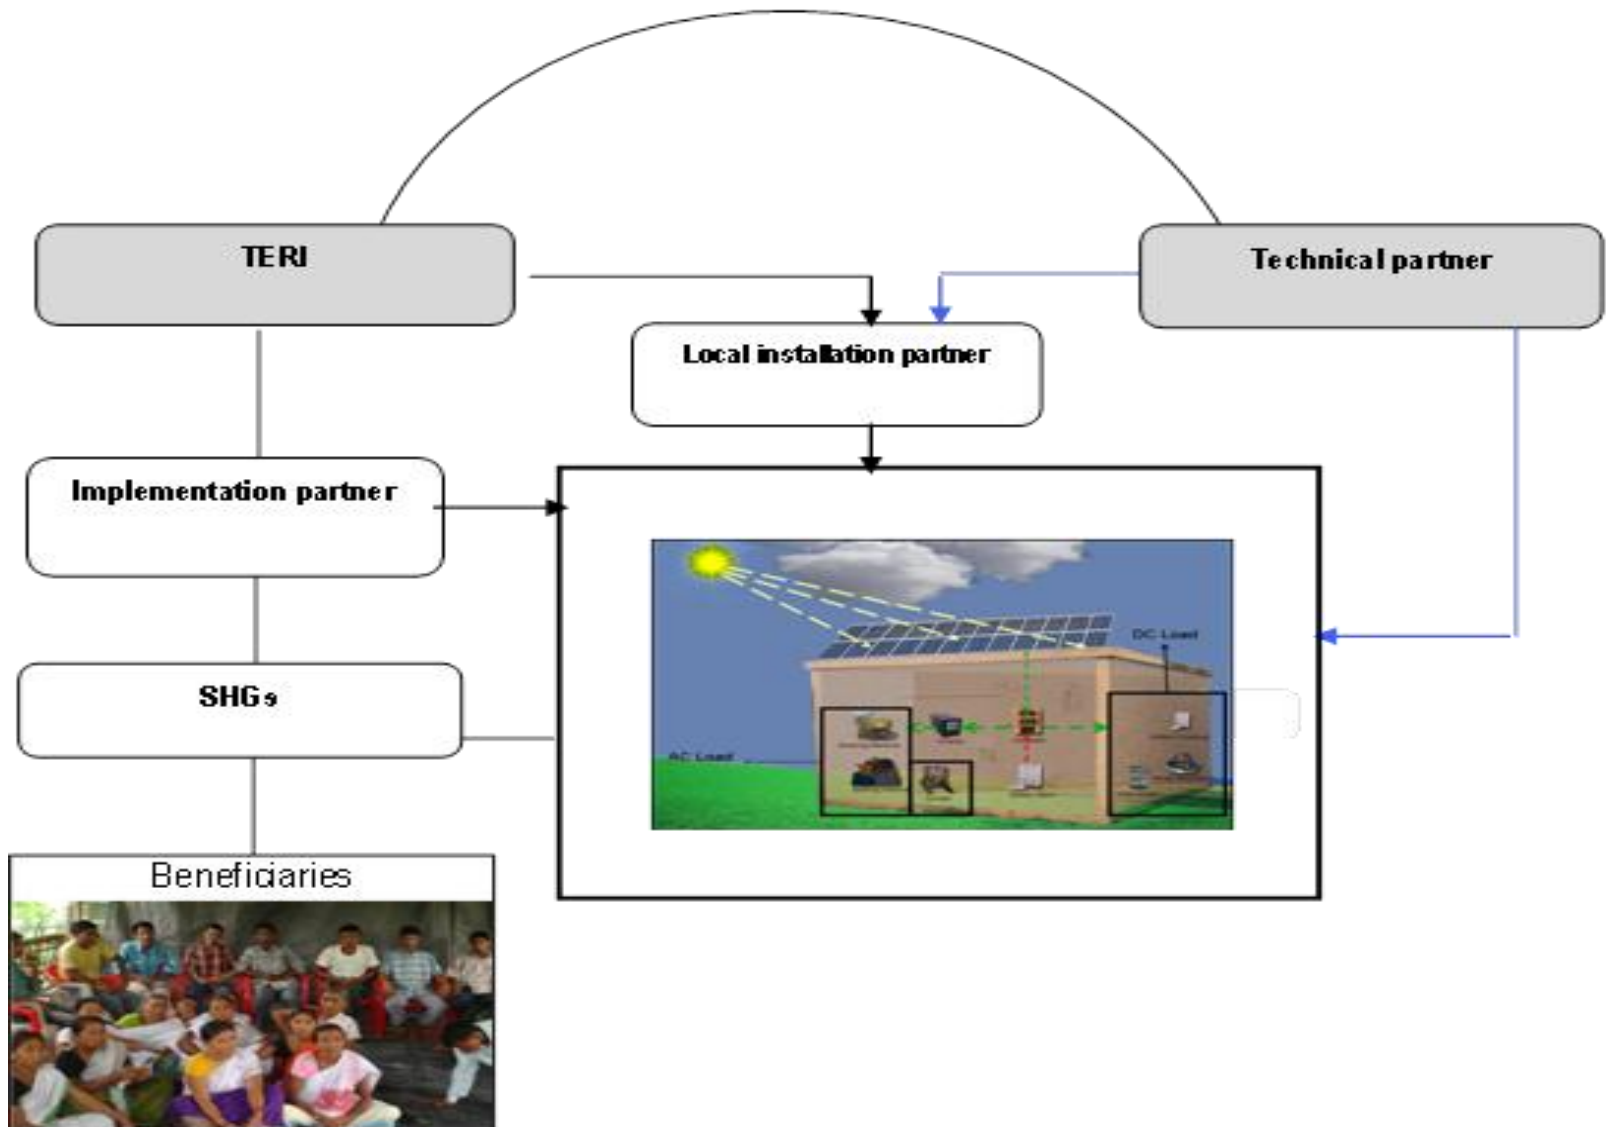 TERI
Technical partner
Local installation partner
Implementation partner
SHGs
DC Load
AC Load
Beneficiaries